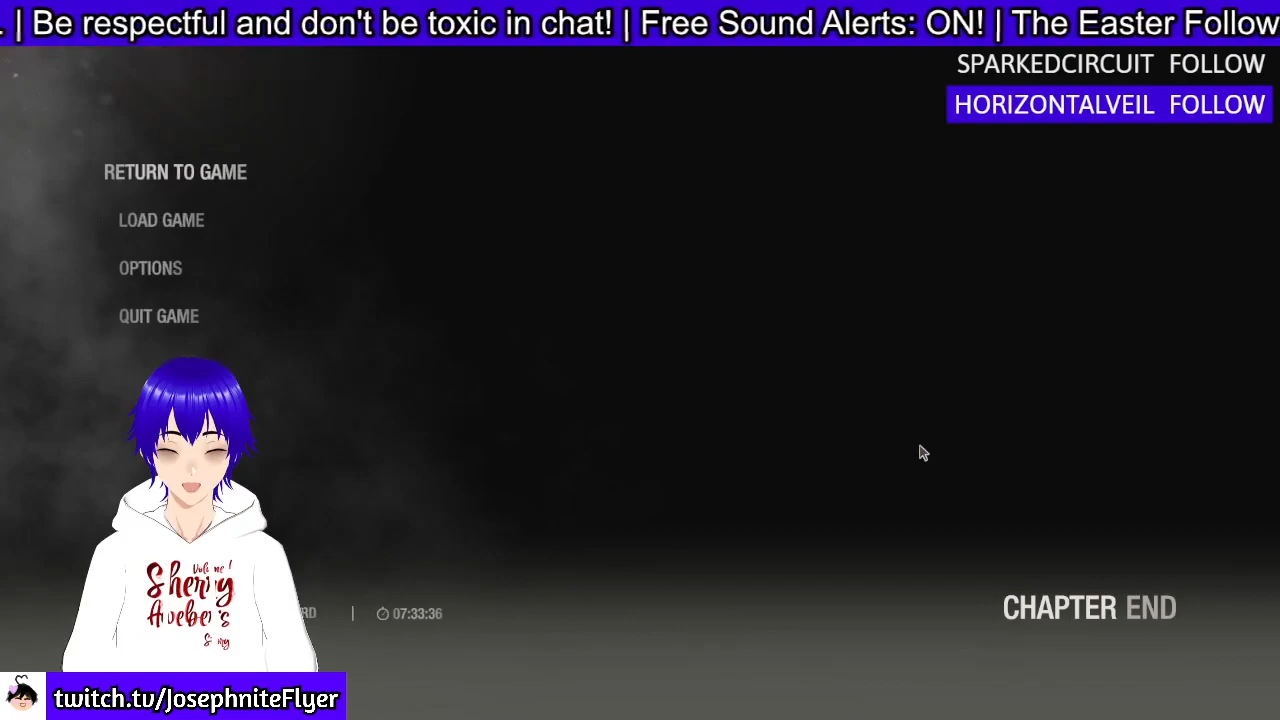 . | Be respectful and don't be toxic in chat! | Free Sound Alerts: ON! | The Easter Follow
SPARKEDCIRCUIT FOLLOW
HORIZONTALVEIL FOLLOW
RETURN TO GAME
LOAD GAME
OPTIONS
QUIT GAME
Sherry
RD | 07:33:36
CHAPTER END
twitch.tv/JosephniteFlyer